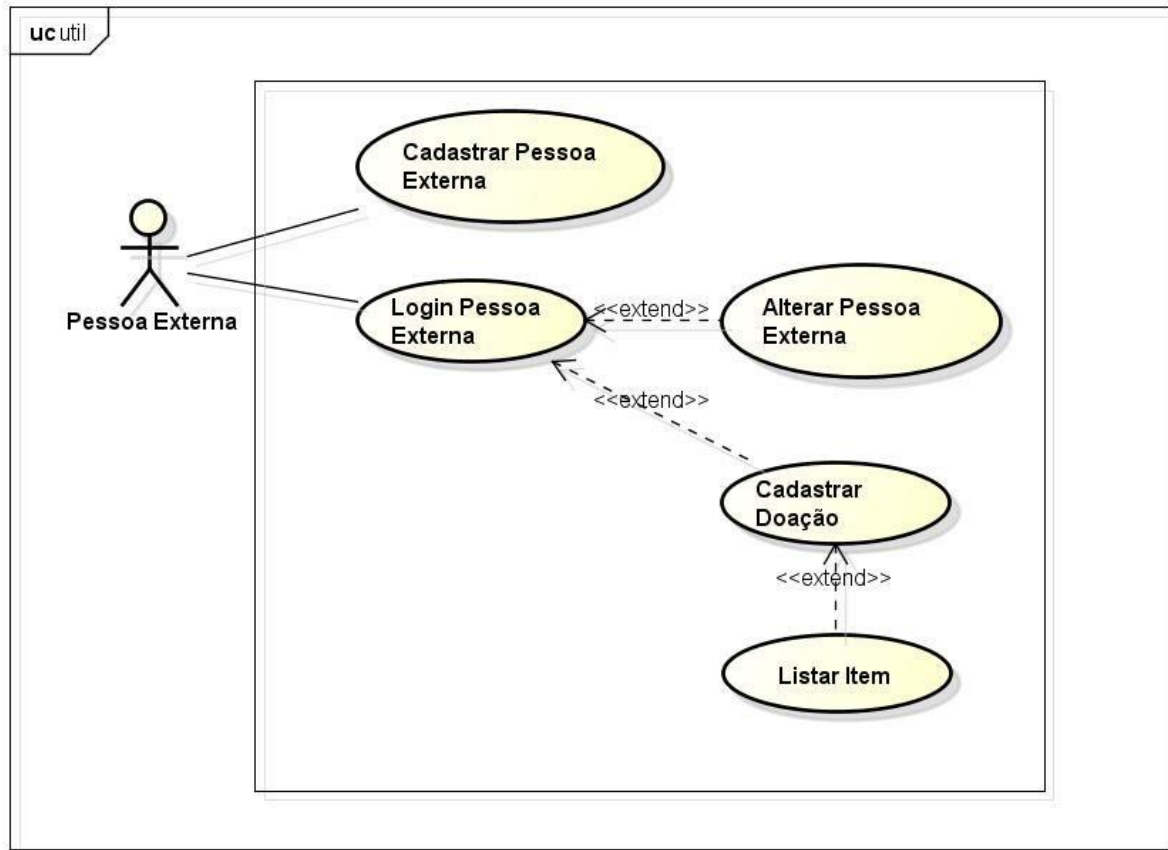 uc util
Cadastrar Pessoa
Externa
Pessoa Externa
Login Pessoa
Externa
<<extend>>
Alterar Pessoa
Externa
<<extend>>
Cadastrar
Doação
<<extend>>
Listar Item